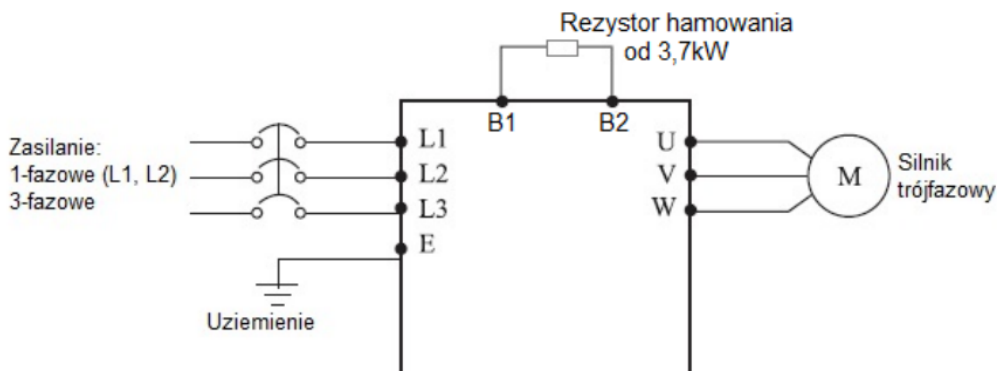 Rezystor hamowania
od 3,7kW
B1
B2
Zasilanie:
1-fazowe (L1, L2)
3-fazowe
L1
L2
L3
E
Uziemienie
U
V
W
M
Silnik
trójfazowy